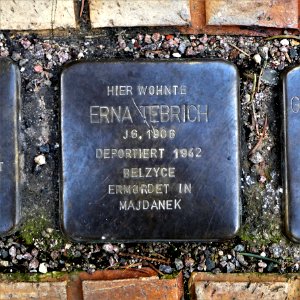 HIER WOHNTE
ERNA TEBRICH
JG. 1906
DEPORTIERT 1942
BELZYCE
ERMORDET IN
MAJDANEK